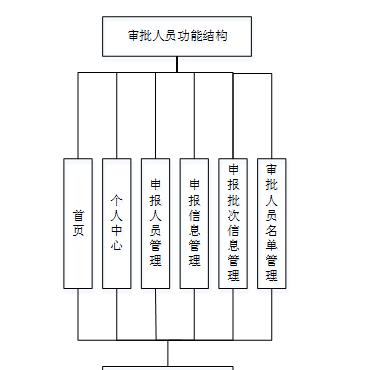 审批人员功能结构
首页
个人中心
申报人员管理
申报信息管理
申报批次信息管理
审批人员名单管理